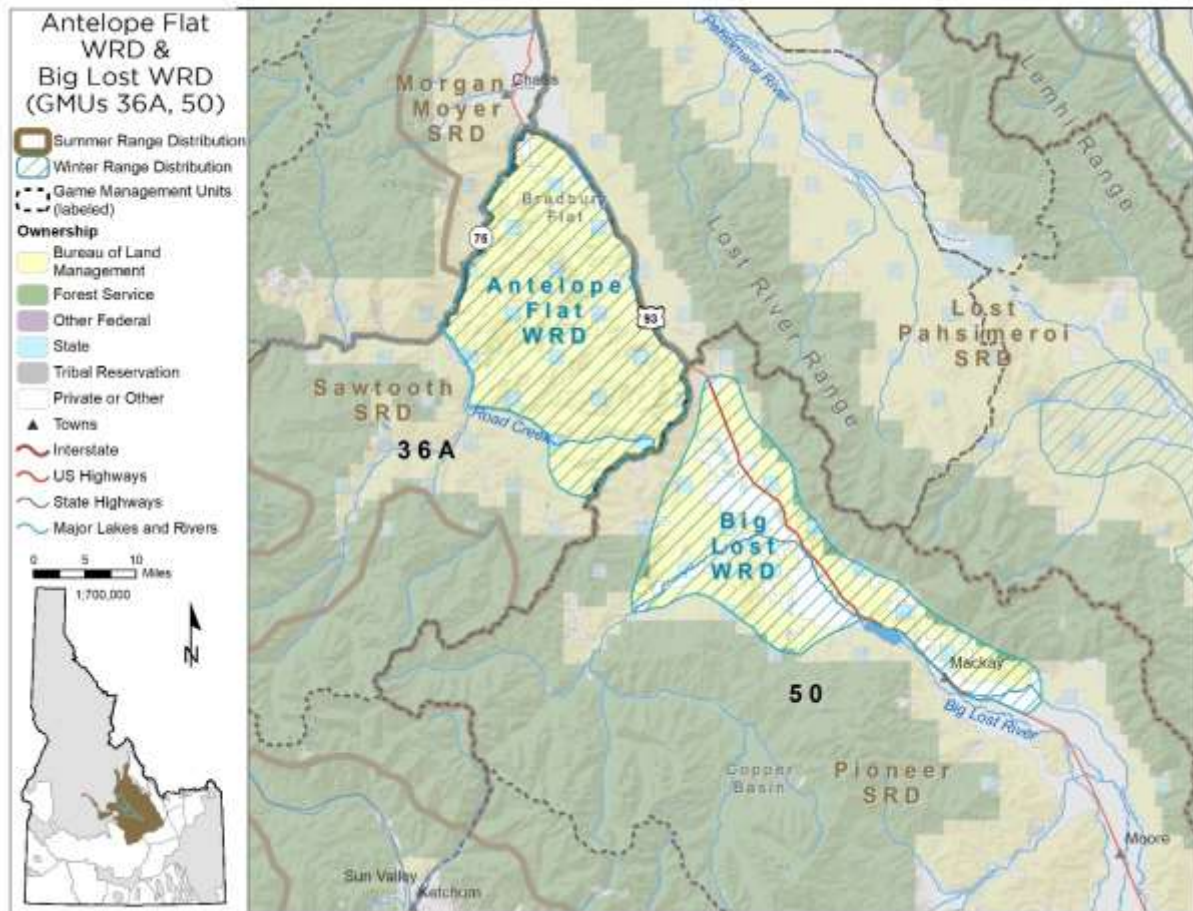 Antelope Flat
WRD &
Big Lost WRD
(GMUs 36A, 50)
Summer Range Distribution
Winter Range Distribution
Game Management Units
(labeled)
Ownership
Bureau of Land
Management
Forest Service
Other Federal
State
Tribal Reservation
Private or Other
Towns
Interstate
US Highways
State Highways
Major Lakes and Rivers
0 5 10
Miles
1:700,000
N
Morgan
Moyer
SRD
Challis
Pahsimeroi River
Lemhi Range
Bradbury
Flat
75
Antelope
Flat
WRD
93
Lost River Range
Lost
Pahsimeroi
SRD
Sawtooth
SRD
Road Creek
36A
Big
Lost
WRD
Mackay
50
Big Lost River
Copper
Basin
Pioneer
SRD
Moore
Sun Valley
Ketchum